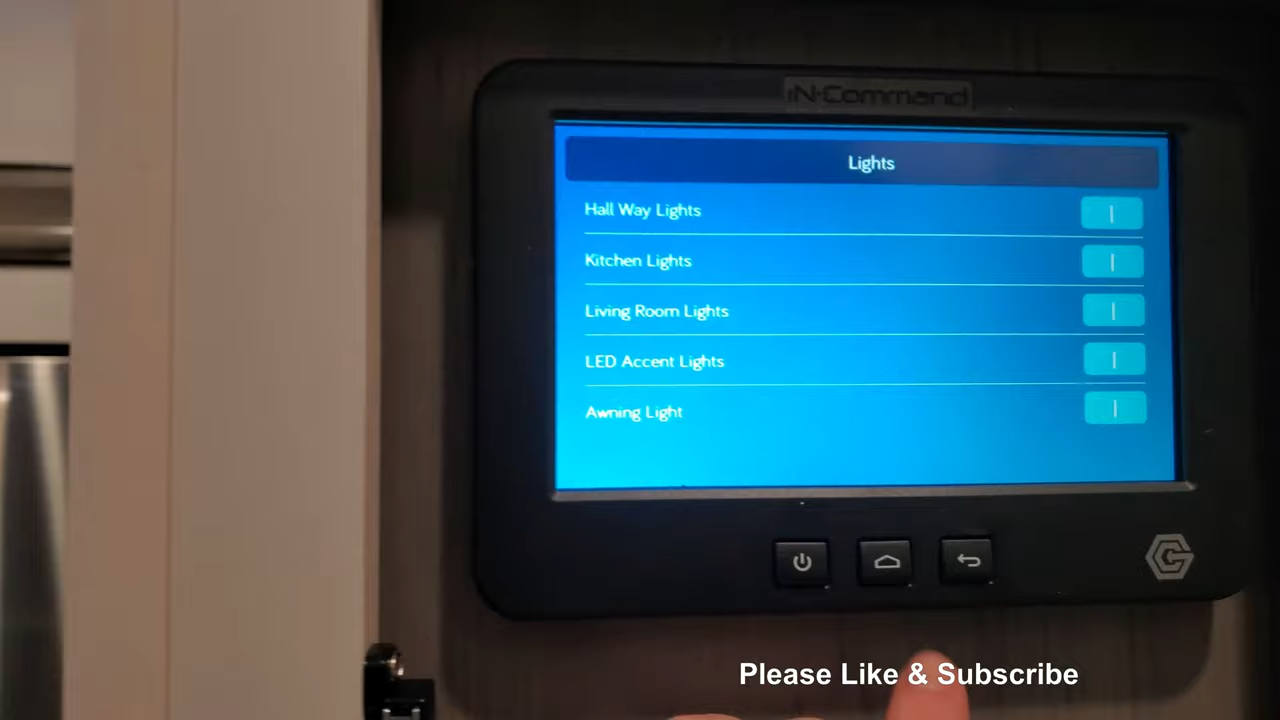 iN·Command
Lights
Hall Way Lights
Kitchen Lights
Living Room Lights
LED Accent Lights
Awning Light
Please Like & Subscribe